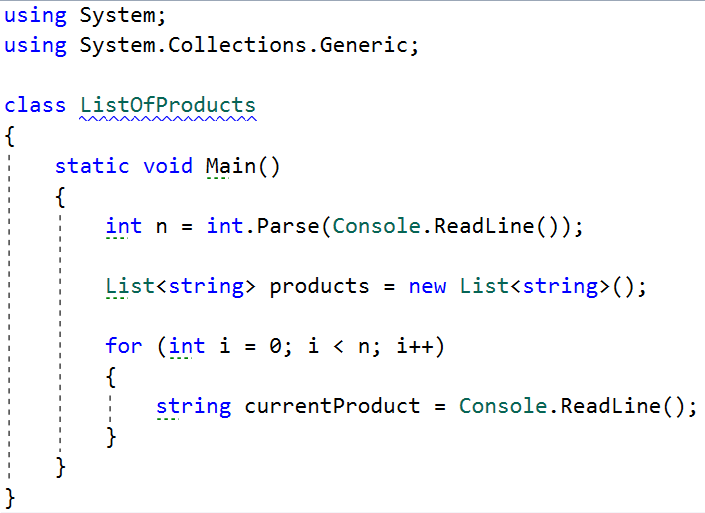 using System;
using System.Collections.Generic;
class ListOfProducts
{
static void Main()
{
int n = int.Parse(Console.ReadLine());
List<string> products = new List<string>();
for (int i = 0; i < n; i++)
{
string currentProduct = Console.ReadLine();
}
}
}